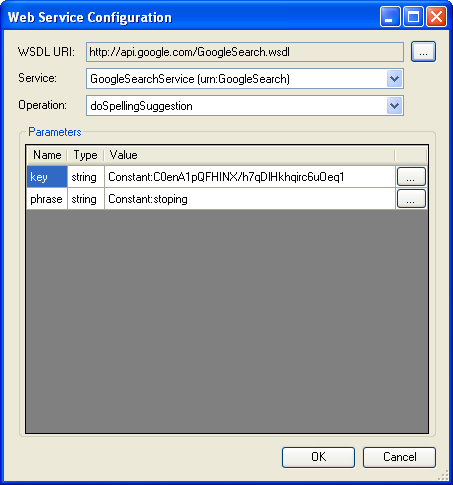 Web Service Configuration
WSDL URI: http://api.google.com/GoogleSearch.wsdl ...
Service: GoogleSearchService (urn:GoogleSearch)
Operation: doSpellingSuggestion
Parameters
Name Type Value
key string Constant:C0enA1pQFHINX/h7qDIHkhqirc6uOeq1 ...
phrase string Constant:stoping ...
OK Cancel